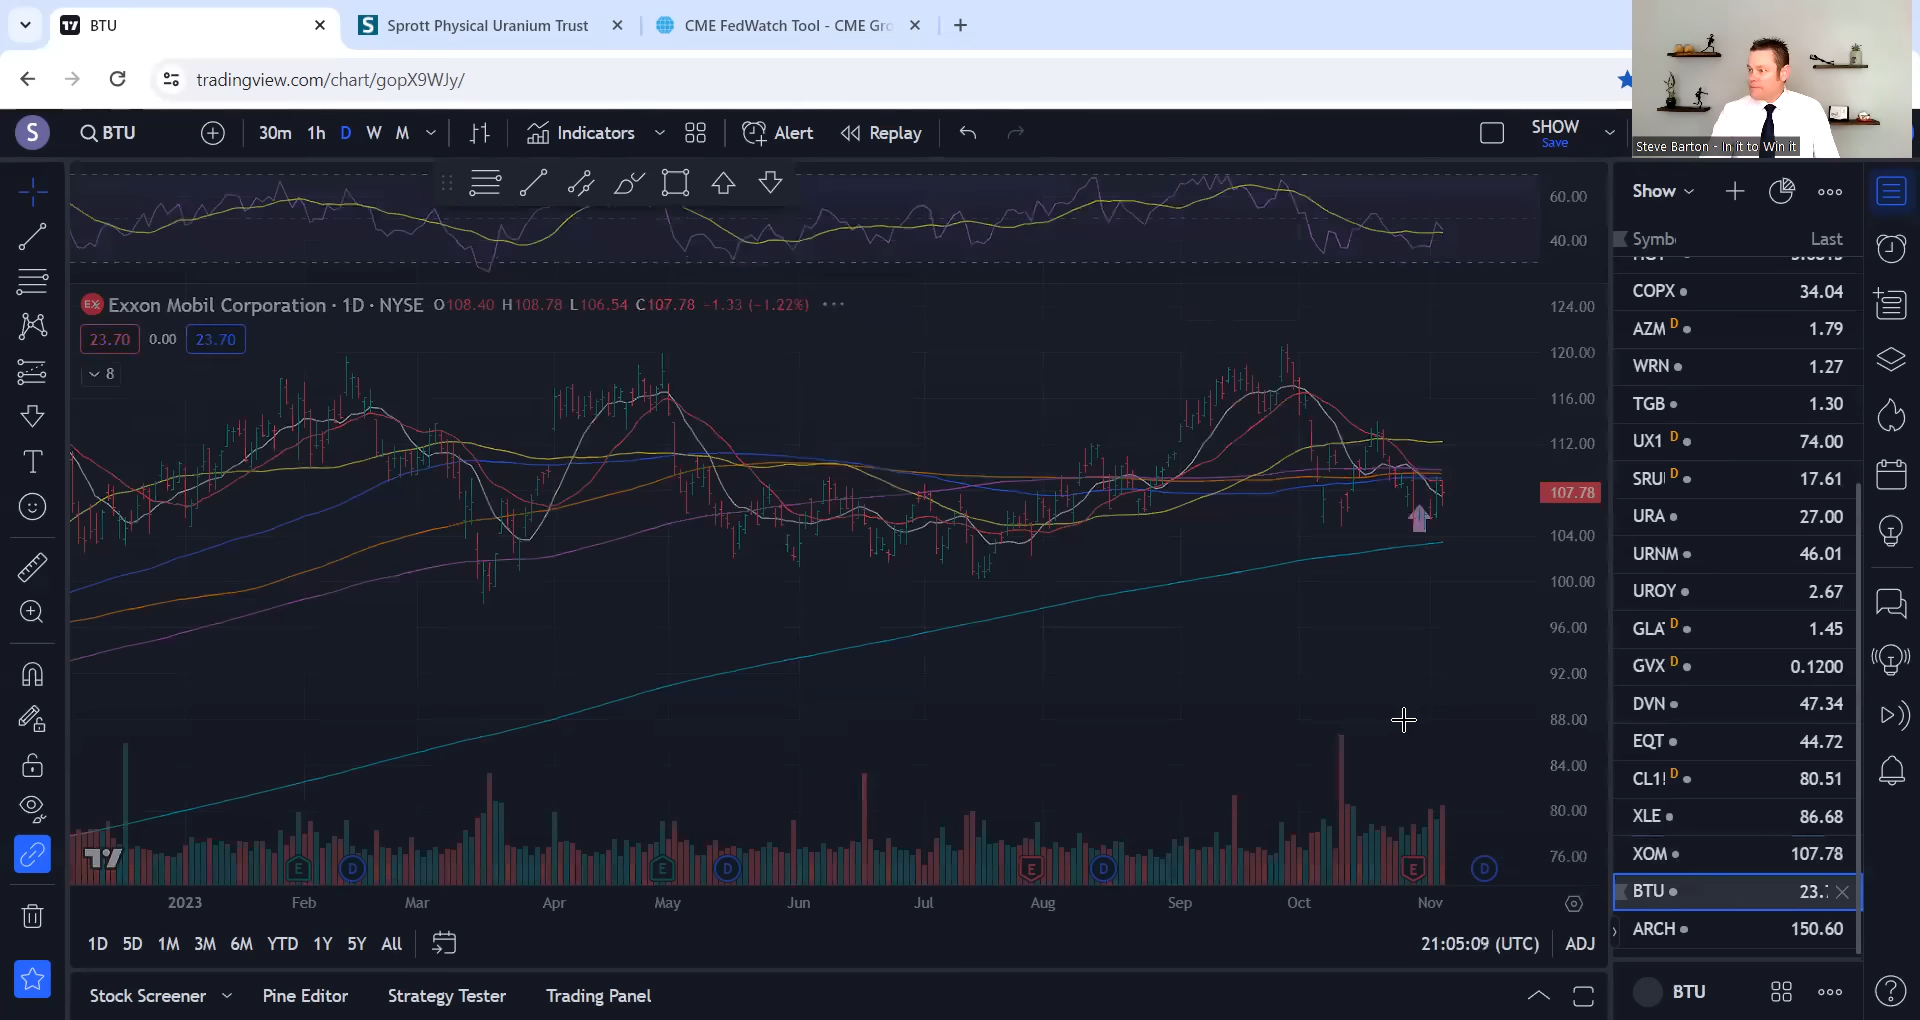 BTU
Sprott Physical Uranium Trust
CME FedWatch Tool - CME Gro
tradingview.com/chart/gopX9WJy/
S
BTU
30m 1h D W M
Indicators
Alert
Replay
SHOW
Save
Steve Barton - In it to Win it
Show
Symb Last
60.00
40.00
Exxon Mobil Corporation · 1D · NYSE O108.40 H108.78 L106.54 C107.78 -1.33 (-1.22%)
23.70 0.00 23.70
8
124.00
120.00
116.00
112.00
107.78
104.00
100.00
96.00
92.00
88.00
84.00
80.00
76.00
COPX 34.04
AZM D 1.79
WRN 1.27
TGB 1.30
UX1 D 74.00
SRU D 17.61
URA 27.00
URNM 46.01
UROY 2.67
GLA D 1.45
GVX D 0.1200
DVN 47.34
EQT 44.72
CL1! D 80.51
XLE 86.68
XOM 107.78
BTU 23.
ARCH 150.60
E D E D E D E D
2023 Feb Mar Apr May Jun Jul Aug Sep Oct Nov
1D 5D 1M 3M 6M YTD 1Y 5Y All
21:05:09 (UTC) ADJ
Stock Screener Pine Editor Strategy Tester Trading Panel
BTU